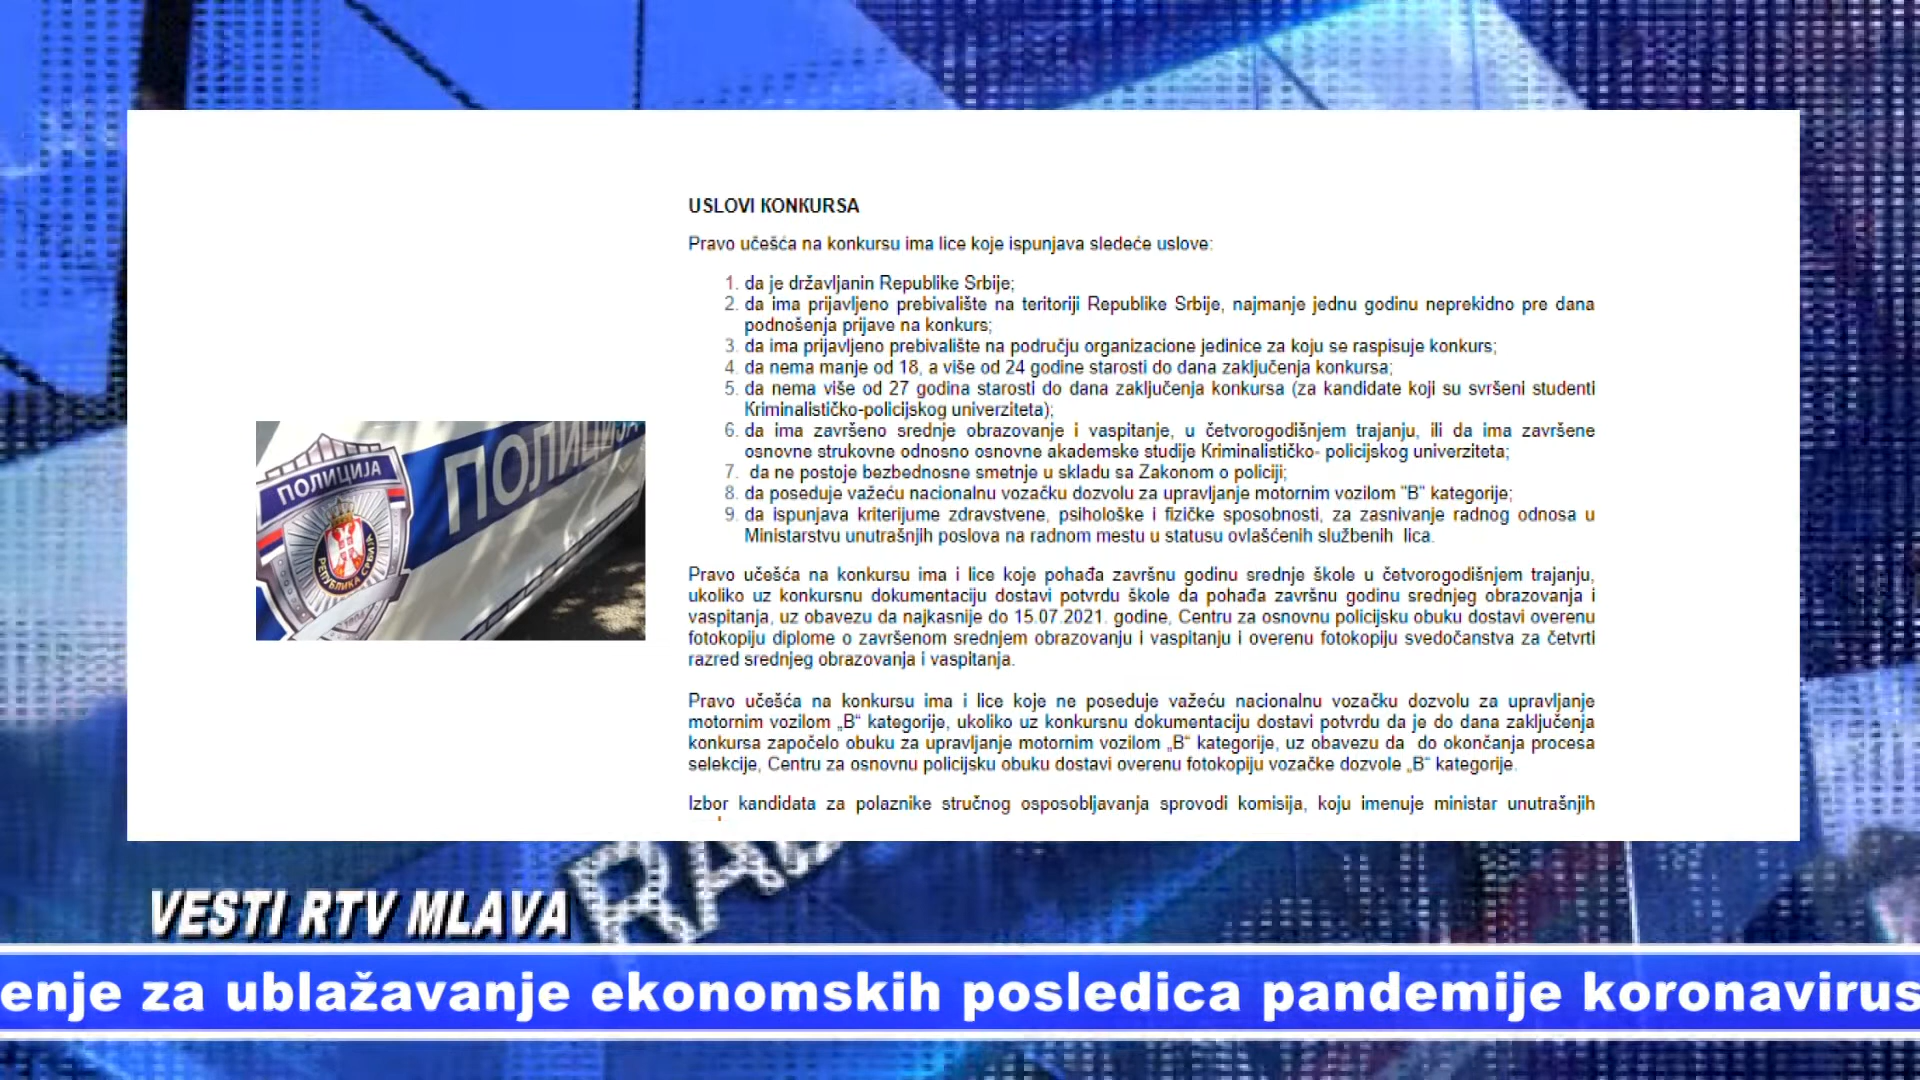 USLOVI KONKURSA
Pravo učešća na konkursu ima lice koje ispunjava sledeće uslove:
1. da je državljanin Republike Srbije;
2. da ima prijavljeno prebivalište na teritoriji Republike Srbije, najmanje jednu godinu neprekidno pre dana
podnošenja prijave na konkurs;
3. da ima prijavljeno prebivalište na području organizacione jedinice za koju se raspisuje konkurs;
4. da nema manje od 18, a više od 24 godine starosti do dana zaključenja konkursa;
5. da nema više od 27 godina starosti do dana zaključenja konkursa (za kandidate koji su svršeni studenti
Kriminalističko-policijskog univerziteta);
6. da ima završeno srednje obrazovanje i vaspitanje, u četvorogodišnjem trajanju, ili da ima završene
osnovne strukovne odnosno osnovne akademske studije Kriminalističko- policijskog univerziteta;
7. da ne postoje bezbednosne smetnje u skladu sa Zakonom o policiji;
8. da poseduje važeću nacionalnu vozačku dozvolu za upravljanje motornim vozilom "B" kategorije;
9. da ispunjava kriterijume zdravstvene, psihološke i fizičke sposobnosti, za zasnivanje radnog odnosa u
Ministarstvu unutrašnjih poslova na radnom mestu u statusu ovlašćenih službenih lica.
Pravo učešća na konkursu ima i lice koje pohađa završnu godinu srednje škole u četvorogodišnjem trajanju,
ukoliko uz konkursnu dokumentaciju dostavi potvrdu škole da pohađa završnu godinu srednjeg obrazovanja i
vaspitanja, uz obavezu da najkasnije do 15.07.2021. godine, Centru za osnovnu policijsku obuku dostavi overenu
fotokopiju diplome o završenom srednjem obrazovanju i vaspitanju i overenu fotokopiju svedočanstva za četvrti
razred srednjeg obrazovanja i vaspitanja.
Pravo učešća na konkursu ima i lice koje ne poseduje važeću nacionalnu vozačku dozvolu za upravljanje
motornim vozilom „B“ kategorije, ukoliko uz konkursnu dokumentaciju dostavi potvrdu da je do dana zaključenja
konkursa započelo obuku za upravljanje motornim vozilom „B“ kategorije, uz obavezu da do okončanja procesa
selekcije, Centru za osnovnu policijsku obuku dostavi overenu fotokopiju vozačke dozvole „B“ kategorije.
Izbor kandidata za polaznike stručnog osposobljavanja sprovodi komisija, koju imenuje ministar unutrašnjih
ПОЛИЦИЈА
ПОЛИЦИЈА
РЕПУБЛИКА СРБИЈА
VESTI RTV MLAVA
enje za ublažavanje ekonomskih posledica pandemije koronavirus